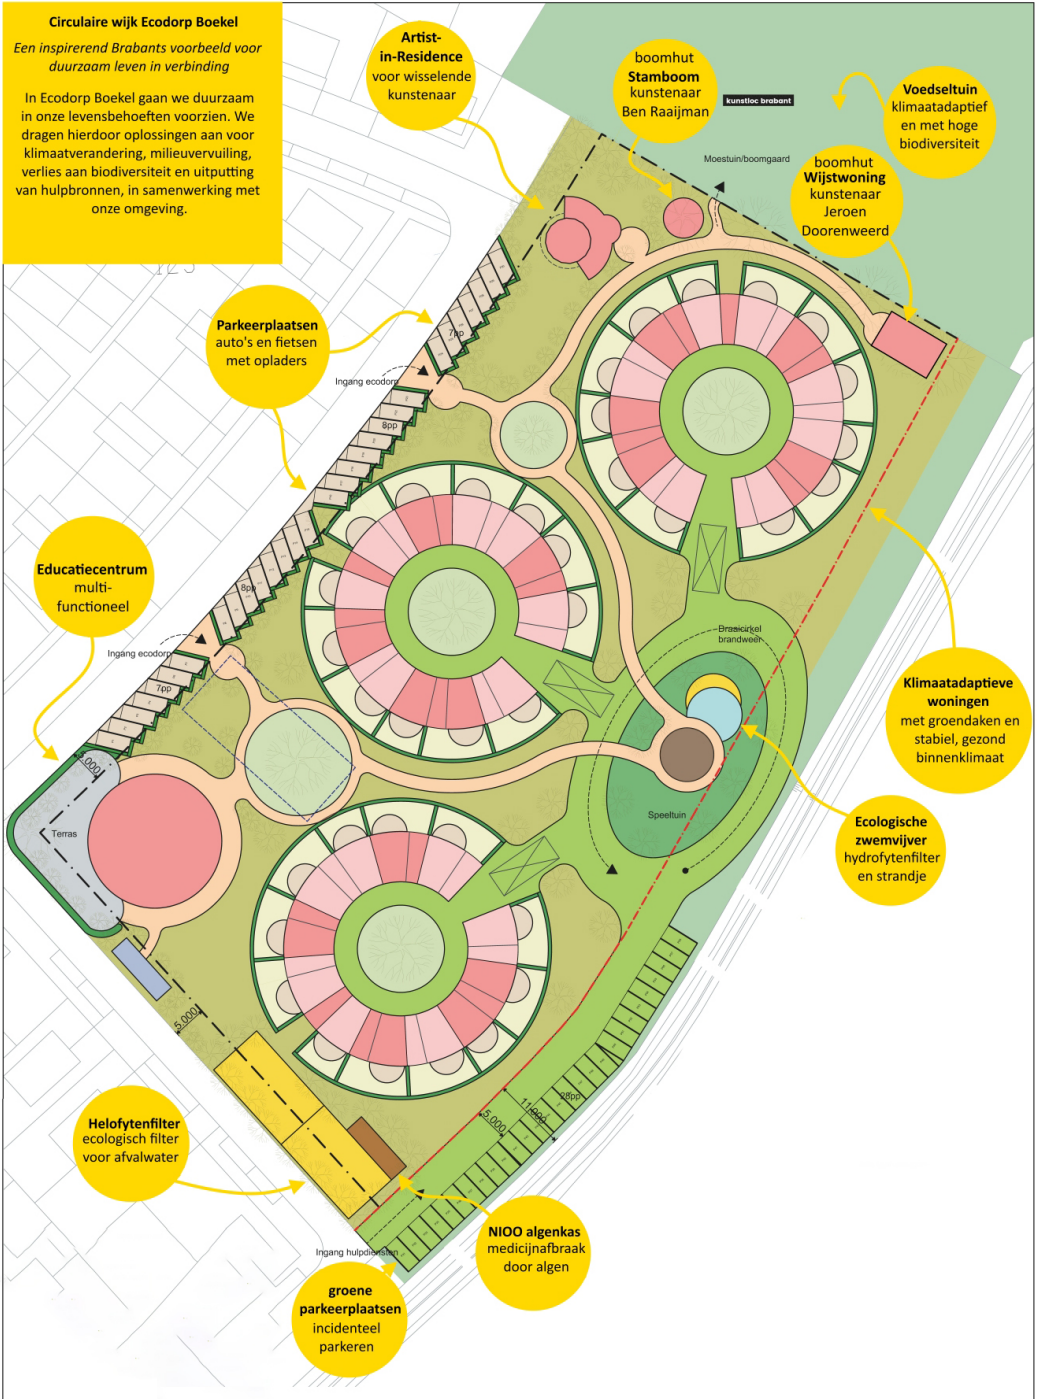 Circulaire wijk Ecodorp Boekel
Een inspirerend Brabants voorbeeld voor
duurzaam leven in verbinding
In Ecodorp Boekel gaan we duurzaam
in onze levensbehoeften voorzien. We
dragen hierdoor oplossingen aan voor
klimaatverandering, milieuvervuiling,
verlies aan biodiversiteit en uitputting
van hulpbronnen, in samenwerking met
onze omgeving.
Artist-
in-Residence
voor wisselende
kunstenaar
boomhut
Stamboom
kunstenaar
Ben Raaijman
kunstloc brabant
Voedseltuin
klimaatadaptief
en met hoge
biodiversiteit
Moestuin/boomgaard
boomhut
Wijstwoning
kunstenaar
Jeroen
Doorenweerd
Parkeerplaatsen
auto's en fietsen
met opladers
7pp
Ingang ecodorp
8pp
Educatiecentrum
multi-
functioneel
8pp
Ingang ecodorp
7pp
Draaicirkel
brandweer
Klimaatadaptieve
woningen
met groendaken en
stabiel, gezond
binnenklimaat
5.000
Terras
Speeltuin
Ecologische
zwemvijver
hydrofytenfilter
en strandje
5.000
28pp
11.000
5.000
Helofytenfilter
ecologisch filter
voor afvalwater
NIOO algenkas
medicijnafbraak
door algen
Ingang hulpdiensten
groene
parkeerplaatsen
incidenteel
parkeren